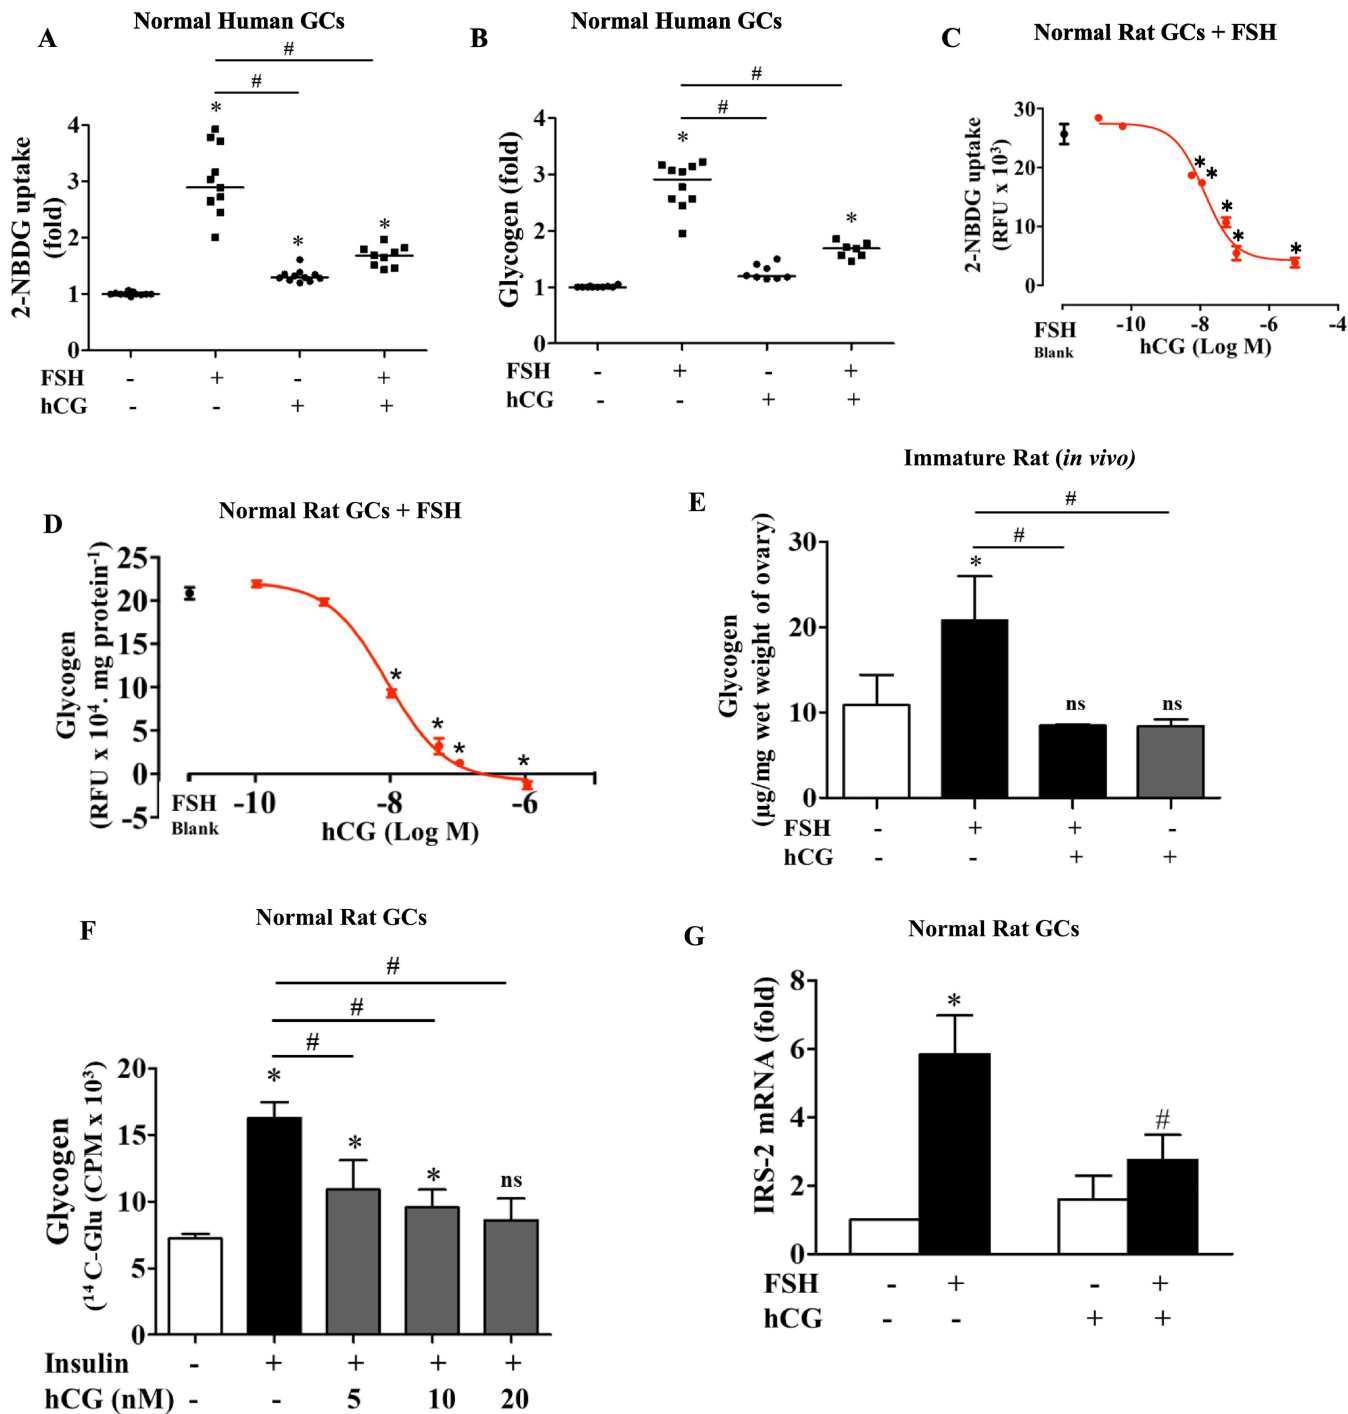 A
Normal Human GCs
#
#
*
*
*
2-NBDG uptake
(fold)
4
3
2
1
0
FSH - + - +
hCG - - + +
B
Normal Human GCs
#
#
*
*
Glycogen (fold)
4
3
2
1
0
FSH - + - +
hCG - - + +
C
Normal Rat GCs + FSH
2-NBDG uptake
(RFU x 10³)
30
20
10
0
*
*
*
*
*
FSH
Blank
-10 -8 -6 -4
hCG (Log M)
D
Normal Rat GCs + FSH
Glycogen
(RFU x 10⁴. mg protein⁻¹)
25
20
15
10
5
0
-5
*
*
*
*
FSH
Blank
-10 -8 -6
hCG (Log M)
E
Immature Rat (in vivo)
#
#
*
ns ns
Glycogen
(µg/mg wet weight of ovary)
30
20
10
0
FSH - + + -
hCG - - + +
F
Normal Rat GCs
#
#
#
*
*
*
ns
Glycogen
(¹⁴C-Glu (CPM x 10³)
20
15
10
5
0
Insulin - + + + +
hCG (nM) - - 5 10 20
G
Normal Rat GCs
*
#
IRS-2 mRNA (fold)
8
6
4
2
0
FSH - + - +
hCG - - + +